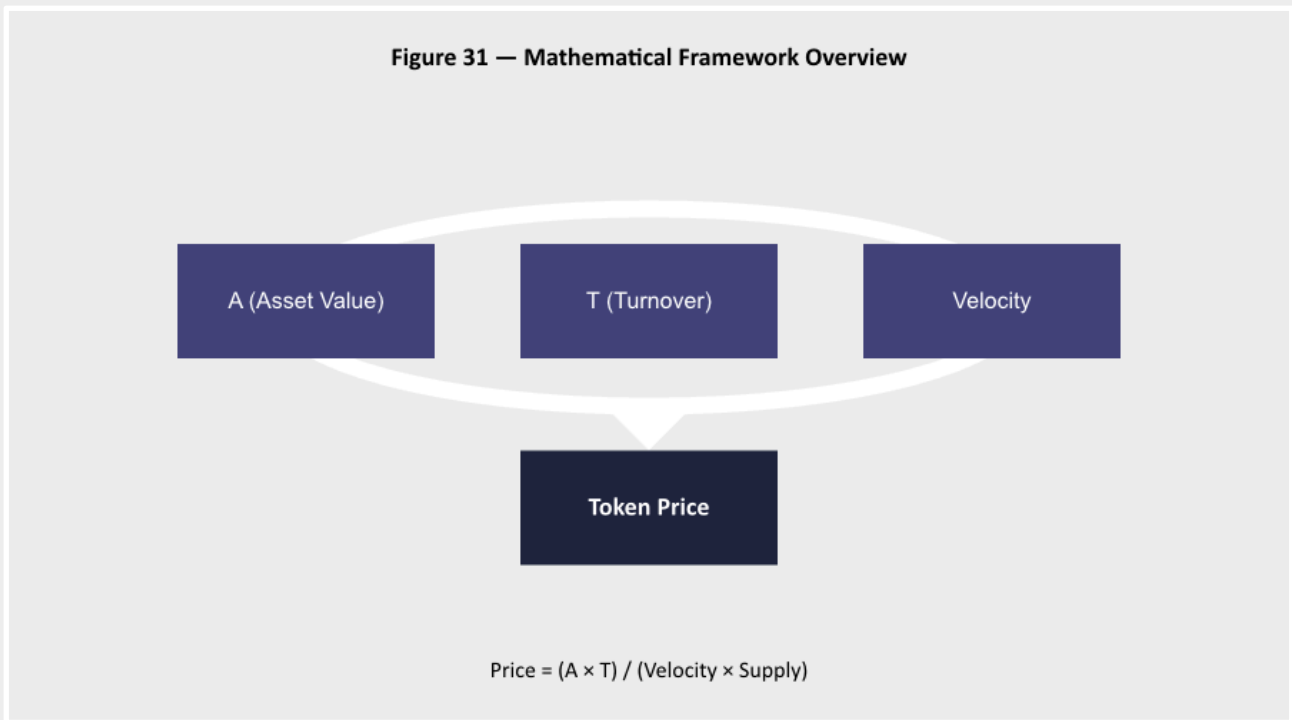 Figure 31 — Mathematical Framework Overview
A (Asset Value)
T (Turnover)
Velocity
Token Price
Price = (A × T) / (Velocity × Supply)